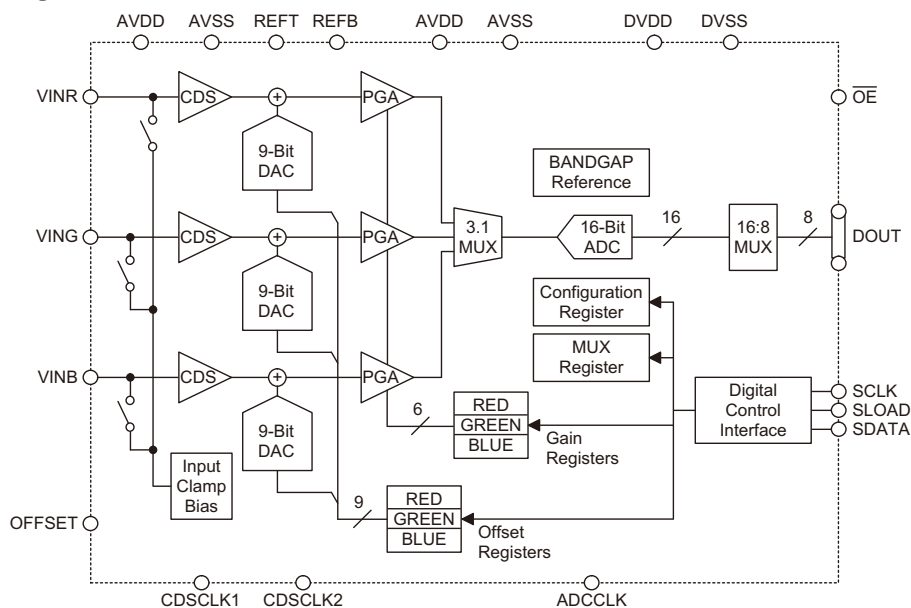 AVDD AVSS REFT REFB AVDD AVSS DVDD DVSS
VINR CDS + PGA OE
9-Bit
DAC
BANDGAP
Reference
VING CDS + PGA 3.1
MUX
16-Bit
ADC
16 16:8
MUX
8 DOUT
9-Bit
DAC
Configuration
Register
MUX
Register
VINB CDS + PGA
9-Bit
DAC
6 RED
GREEN
BLUE
Gain
Registers
Digital
Control
Interface
SCLK
SLOAD
SDATA
Input
Clamp
Bias
9 RED
GREEN
BLUE
Offset
Registers
OFFSET
CDSCLK1 CDSCLK2 ADCCLK